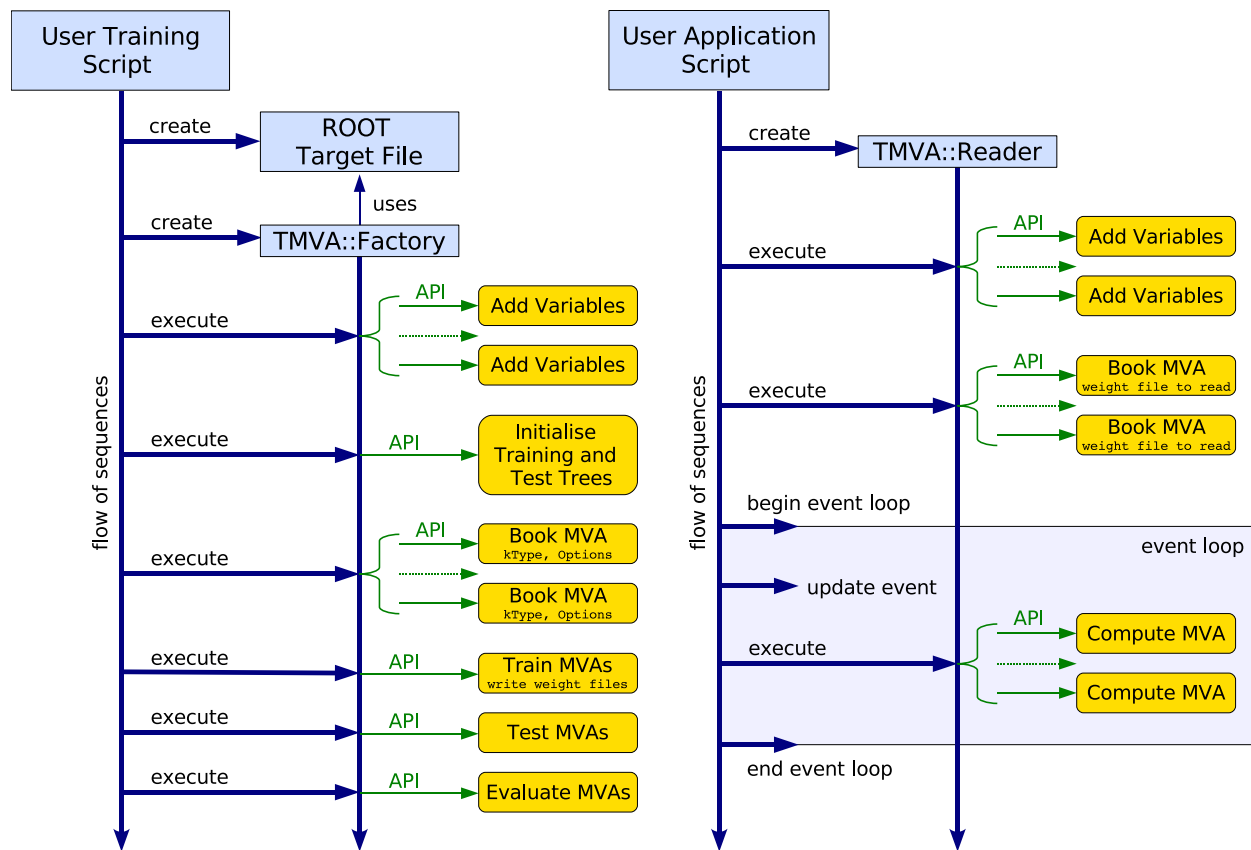 User Training
Script
create
ROOT
Target File
uses
create
TMVA::Factory
execute
API
Add Variables
Add Variables
flow of sequences
execute
API
Initialise
Training and
Test Trees
execute
API
Book MVA
kType, Options
Book MVA
kType, Options
execute
API
Train MVAs
write weight files
execute
API
Test MVAs
execute
API
Evaluate MVAs
User Application
Script
create
TMVA::Reader
execute
API
Add Variables
Add Variables
flow of sequences
execute
API
Book MVA
weight file to read
Book MVA
weight file to read
begin event loop
event loop
update event
execute
API
Compute MVA
Compute MVA
end event loop